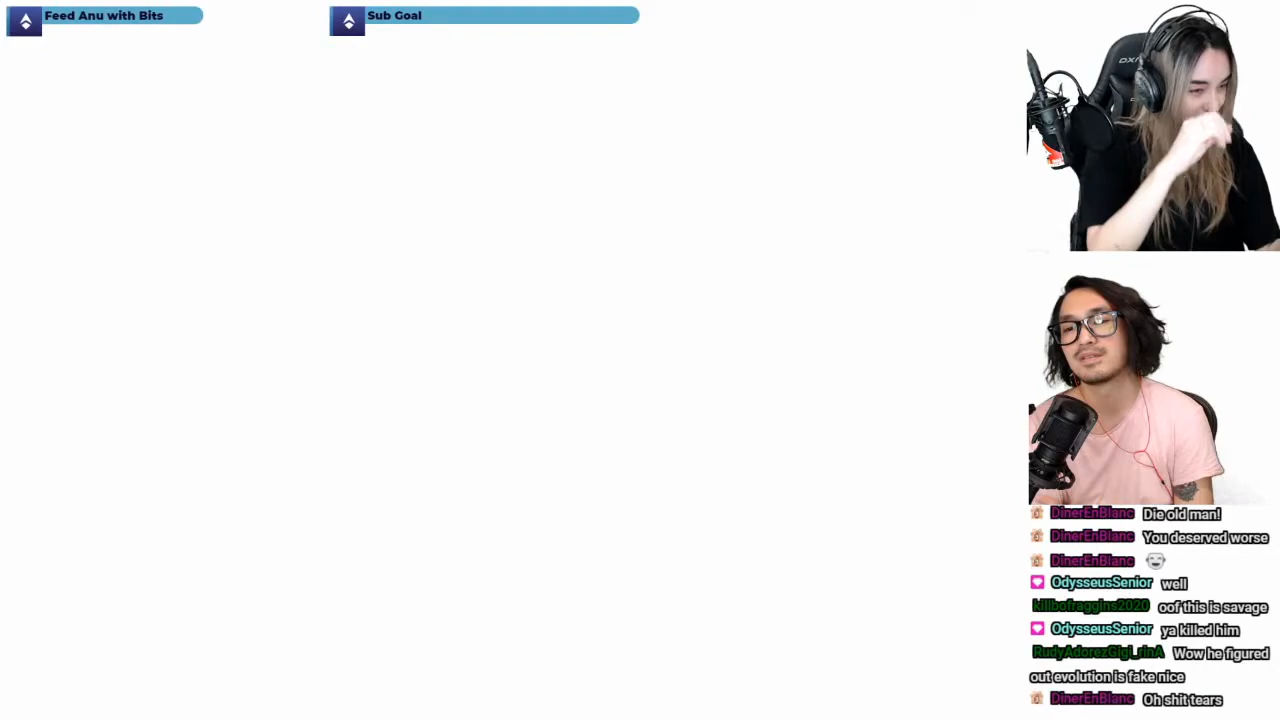 Feed Anu with Bits
Sub Goal
DinerEnBlanc Die old man!
DinerEnBlanc You deserved worse
DinerEnBlanc
OdysseusSenior well
killbofraggins2020 oof this is savage
OdysseusSenior ya killed him
RudyAdorezGigi_rinA Wow he figured
out evolution is fake nice
DinerEnBlanc Oh shit tears